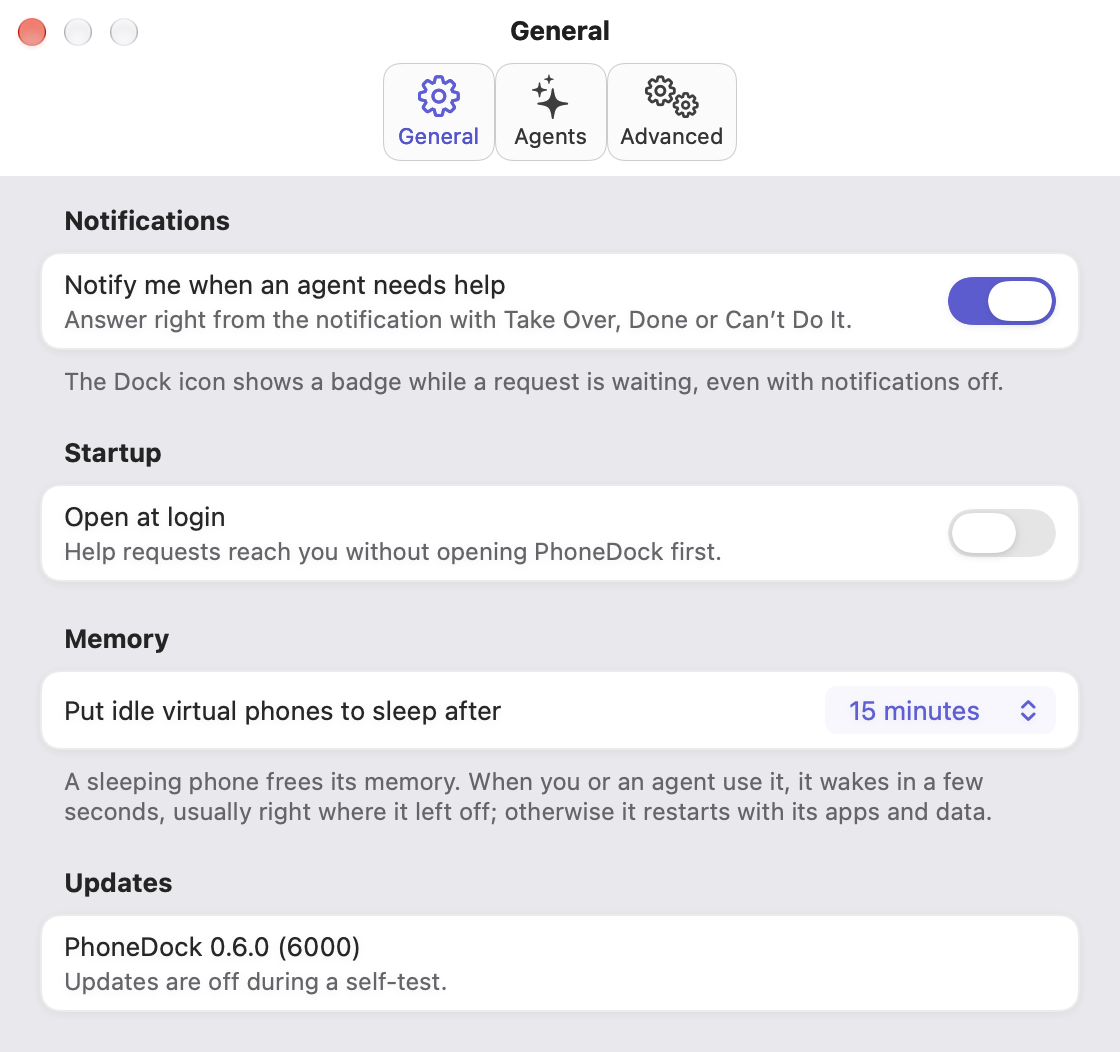 General
General
Agents
Advanced
Notifications
Notify me when an agent needs help
Answer right from the notification with Take Over, Done or Can’t Do It.
The Dock icon shows a badge while a request is waiting, even with notifications off.
Startup
Open at login
Help requests reach you without opening PhoneDock first.
Memory
Put idle virtual phones to sleep after
15 minutes
A sleeping phone frees its memory. When you or an agent use it, it wakes in a few
seconds, usually right where it left off; otherwise it restarts with its apps and data.
Updates
PhoneDock 0.6.0 (6000)
Updates are off during a self-test.